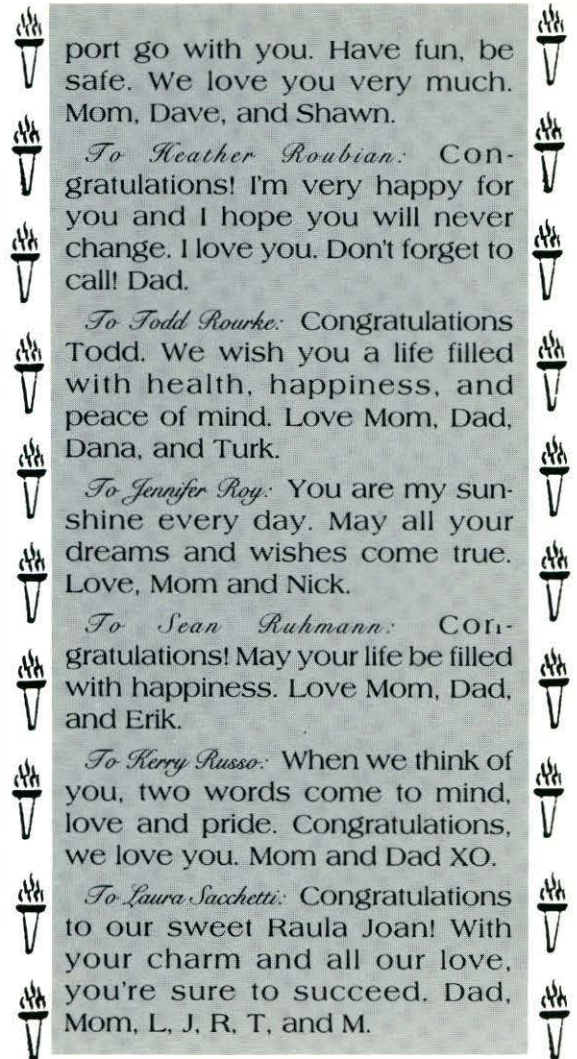 port go with you. Have fun, be
safe. We love you very much.
Mom, Dave, and Shawn.
To Heather Roubian: Con-
gratulations! I'm very happy for
you and I hope you will never
change. I love you. Don't forget to
call! Dad.
To Todd Rourke: Congratulations
Todd. We wish you a life filled
with health, happiness, and
peace of mind. Love Mom, Dad,
Dana, and Turk.
To Jennifer Roy: You are my sun-
shine every day. May all your
dreams and wishes come true.
Love, Mom and Nick.
To Sean Ruhmann: Con-
gratulations! May your life be filled
with happiness. Love Mom, Dad,
and Erik.
To Kerry Russo: When we think of
you, two words come to mind,
love and pride. Congratulations,
we love you. Mom and Dad XO.
To Laura Sacchetti: Congratulations
to our sweet Raula Joan! With
your charm and all our love,
you're sure to succeed. Dad,
Mom, L, J, R, T, and M.